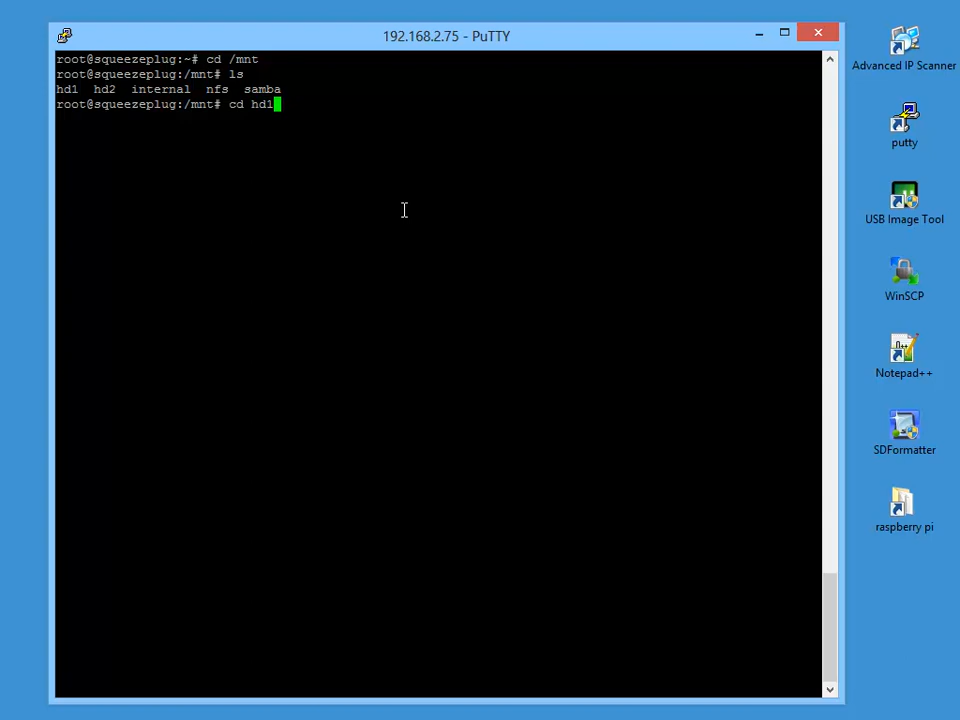 192.168.2.75 - PuTTY
root@squeezeplug:~# cd /mnt
root@squeezeplug:/mnt# ls
hd1  hd2  internal  nfs  samba
root@squeezeplug:/mnt# cd hd1
Advanced IP Scanner
putty
USB Image Tool
WinSCP
Notepad++
SDFormatter
raspberry pi